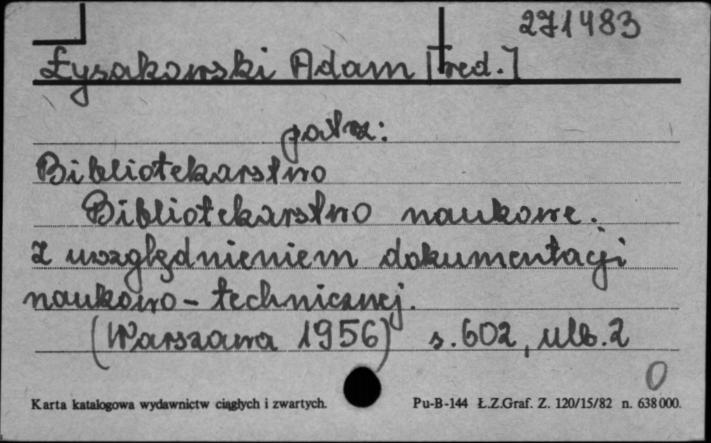 271483
Łysakowski Adam [red.]
patrz:
Bibliotekarstwo
Bibliotekarstwo naukowe.
Z uwzględnieniem dokumentacji
naukowo-technicznej.
(Warszawa 1956) s. 602, ulb. 2
0
Karta katalogowa wydawnictw ciągłych i zwartych. Pu-B-144 Ł.Z.Graf. Z. 120/15/82 n. 638000.